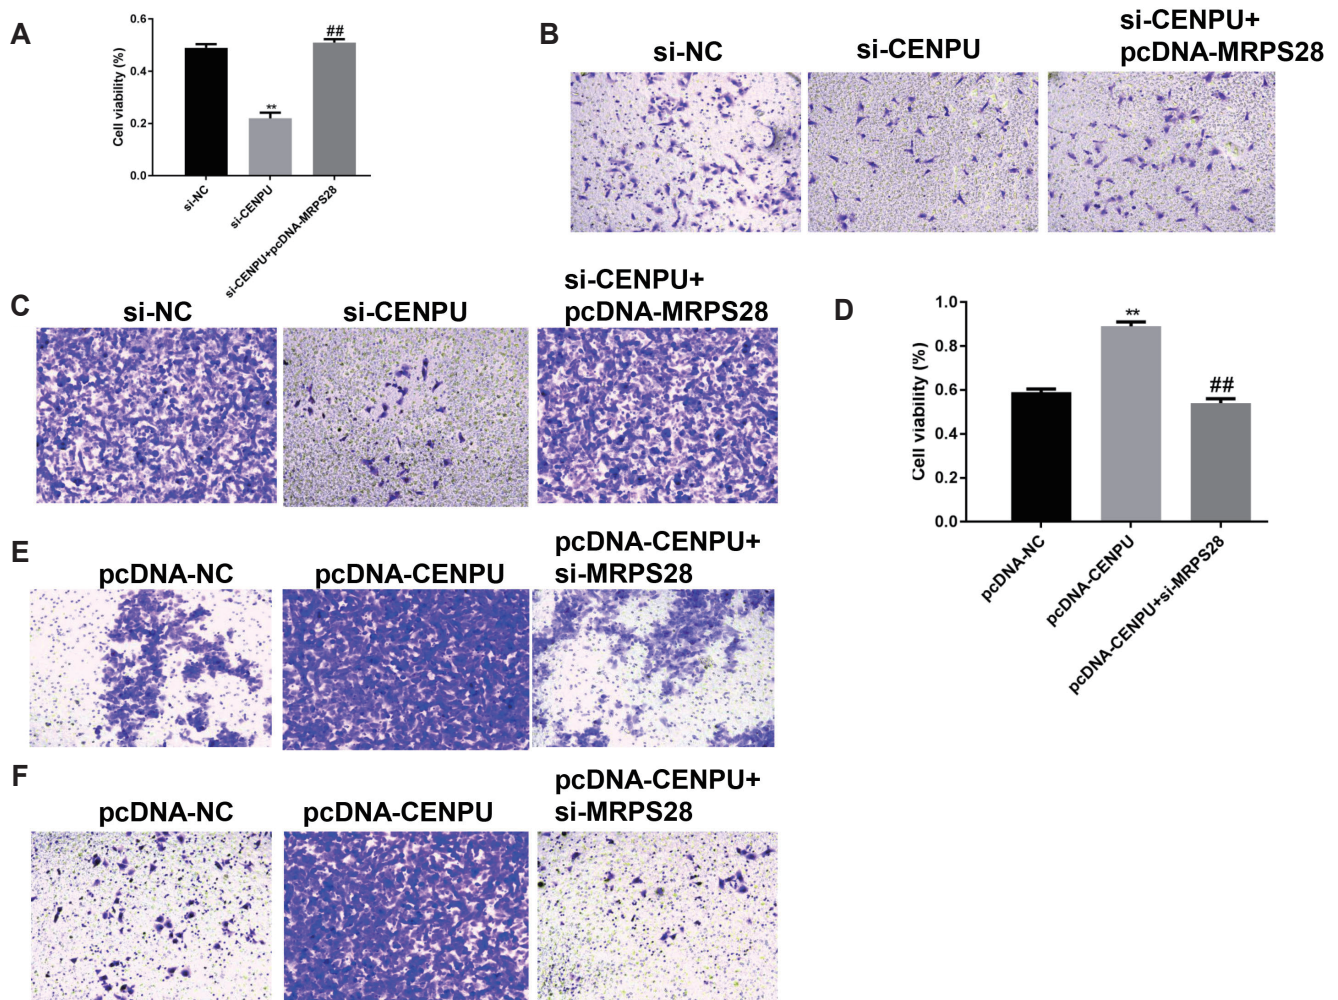 A
0.6
0.4
0.2
0.0
Cell viability (%)
**
##
si-NC
si-CENPU
si-CENPU+pcDNA-MRPS28
B
si-NC
si-CENPU
si-CENPU+
pcDNA-MRPS28
C
si-NC
si-CENPU
si-CENPU+
pcDNA-MRPS28
D
1.0
0.8
0.6
0.4
0.2
0.0
Cell viability (%)
**
##
pcDNA-NC
pcDNA-CENPU
pcDNA-CENPU+si-MRPS28
E
pcDNA-NC
pcDNA-CENPU
pcDNA-CENPU+
si-MRPS28
F
pcDNA-NC
pcDNA-CENPU
pcDNA-CENPU+
si-MRPS28